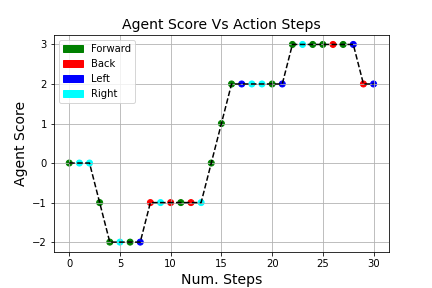 Agent Score Vs Action Steps
3
2
1
0
−1
−2
Agent Score
Forward
Back
Left
Right
0 5 10 15 20 25 30
Num. Steps